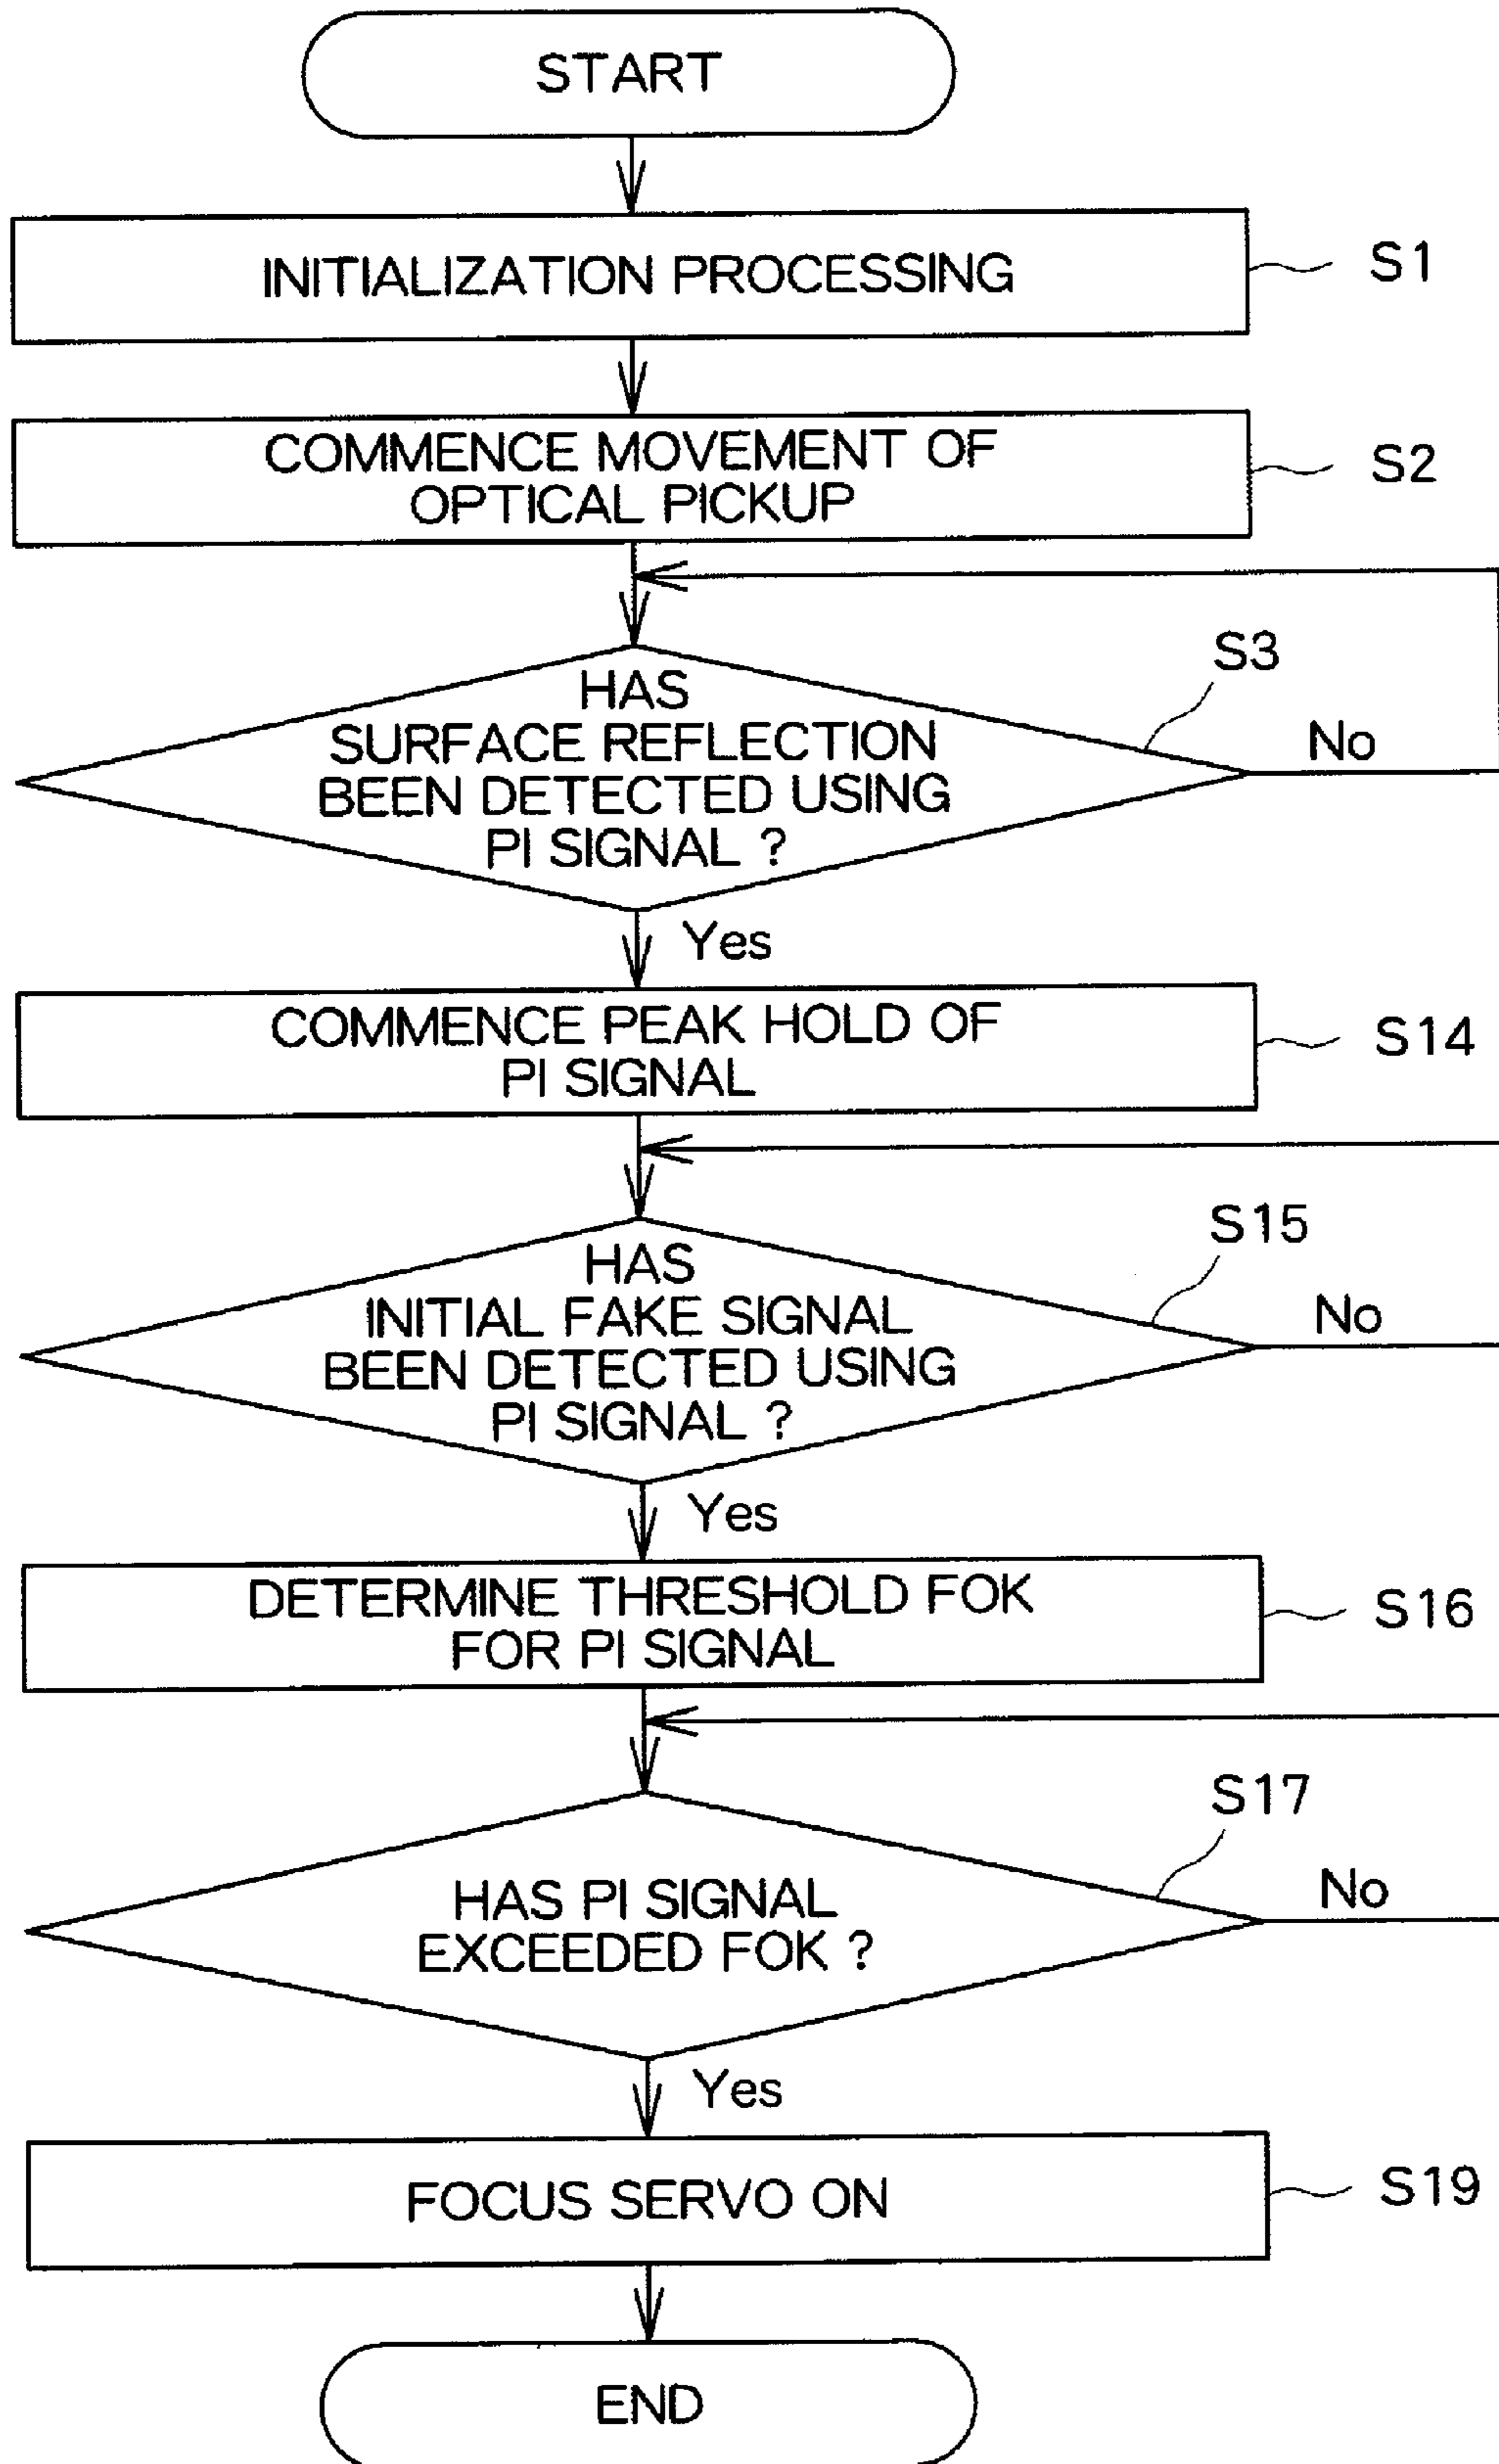 START
INITIALIZATION PROCESSING
S1
COMMENCE MOVEMENT OF
OPTICAL PICKUP
S2
HAS
SURFACE REFLECTION
BEEN DETECTED USING
PI SIGNAL ?
S3
No
Yes
COMMENCE PEAK HOLD OF
PI SIGNAL
S14
HAS
INITIAL FAKE SIGNAL
BEEN DETECTED USING
PI SIGNAL ?
S15
No
Yes
DETERMINE THRESHOLD FOK
FOR PI SIGNAL
S16
HAS PI SIGNAL
EXCEEDED FOK ?
S17
No
Yes
FOCUS SERVO ON
S19
END